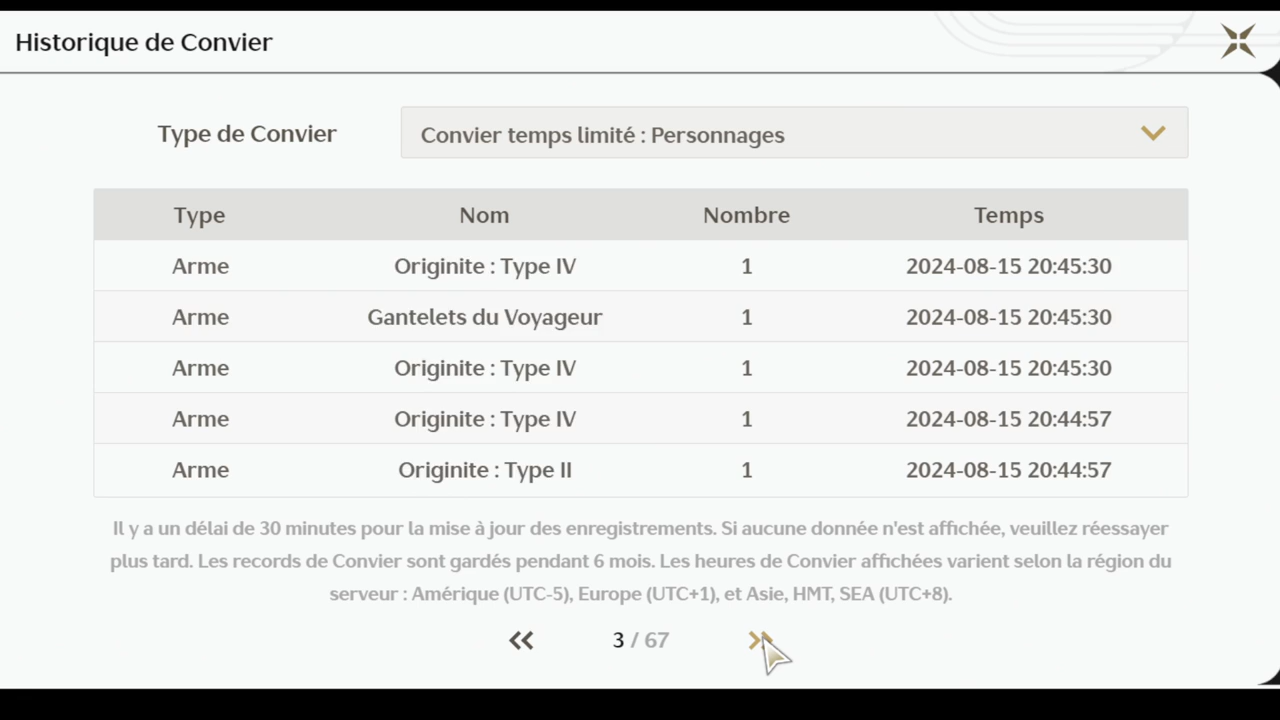 Historique de Convier
Type de Convier
Convier temps limité : Personnages
Type Nom Nombre Temps
Arme Originite : Type IV 1 2024-08-15 20:45:30
Arme Gantelets du Voyageur 1 2024-08-15 20:45:30
Arme Originite : Type IV 1 2024-08-15 20:45:30
Arme Originite : Type IV 1 2024-08-15 20:44:57
Arme Originite : Type II 1 2024-08-15 20:44:57
Il y a un délai de 30 minutes pour la mise à jour des enregistrements. Si aucune donnée n'est affichée, veuillez réessayer
plus tard. Les records de Convier sont gardés pendant 6 mois. Les heures de Convier affichées varient selon la région du
serveur : Amérique (UTC-5), Europe (UTC+1), et Asie, HMT, SEA (UTC+8).
3 / 67